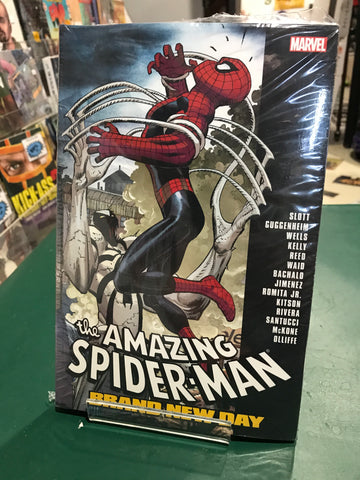 MARVEL
KICK-ASS
SLOTT
GUGGENHEIM
WELLS
KELLY
REED
WAID
BACHALO
JIMENEZ
ROMITA JR.
KITSON
RIVERA
SANTUCCI
McKONE
OLLIFFE
the AMAZING
SPIDER-MAN
BRAND NEW DAY